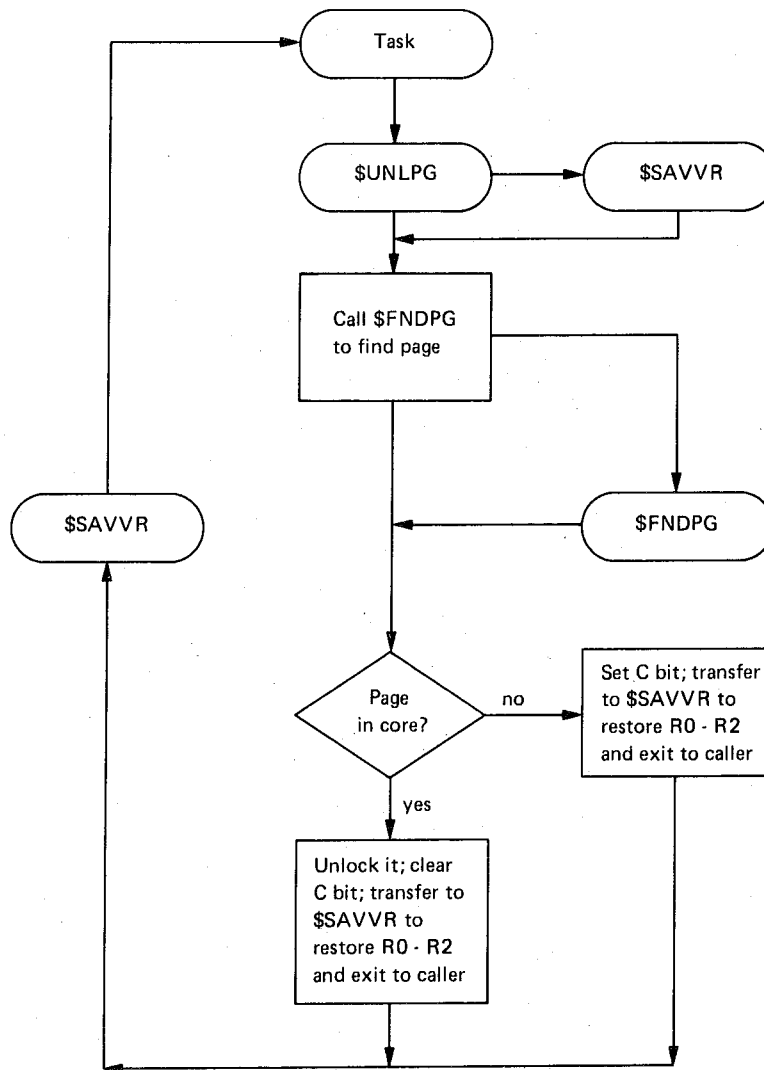 Task
$UNLPG
$SAVVR
Call $FNDPG
to find page
$SAVVR
$FNDPG
Page
in core?
no
Set C bit; transfer
to $SAVVR to
restore R0 - R2
and exit to caller
yes
Unlock it; clear
C bit; transfer to
$SAVVR to
restore R0 - R2
and exit to caller